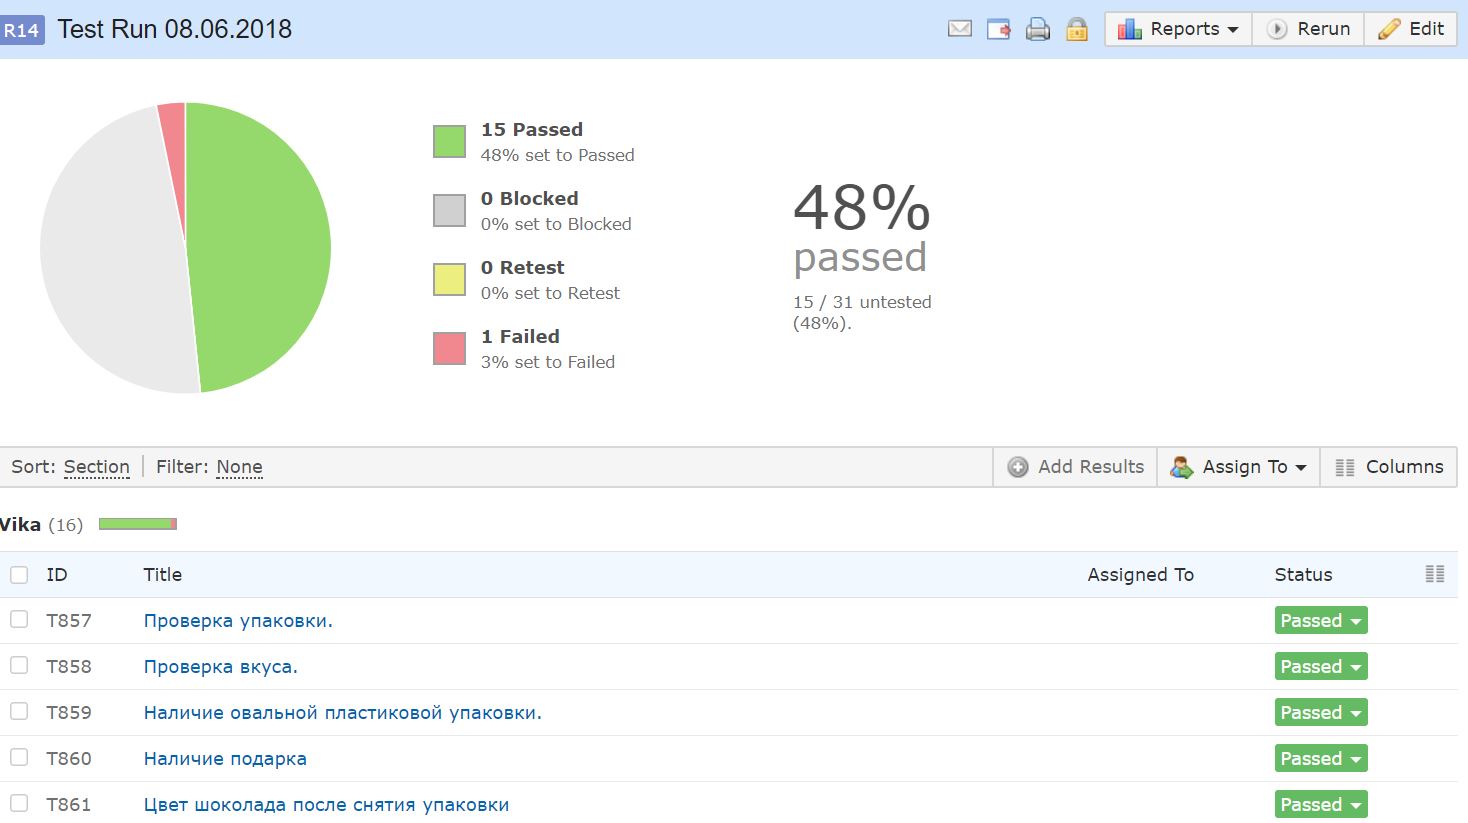 R14 Test Run 08.06.2018 Reports Rerun Edit
15 Passed
48% set to Passed
0 Blocked
0% set to Blocked
0 Retest
0% set to Retest
1 Failed
3% set to Failed
48%
passed
15 / 31 untested
(48%).
Sort: Section Filter: None Add Results Assign To Columns
Vika (16)
ID Title Assigned To Status
T857 Проверка упаковки. Passed
T858 Проверка вкуса. Passed
T859 Наличие овальной пластиковой упаковки. Passed
T860 Наличие подарка Passed
T861 Цвет шоколада после снятия упаковки Passed